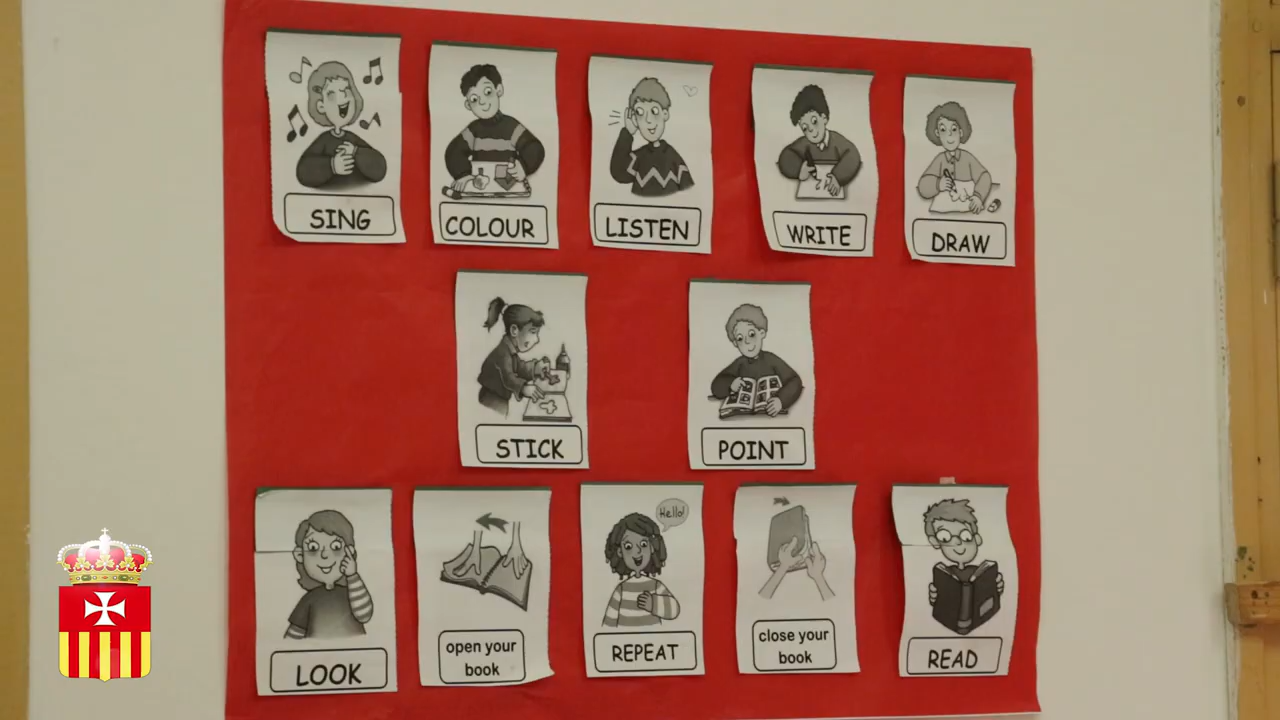 SING
COLOUR
LISTEN
WRITE
DRAW
STICK
POINT
LOOK
open your
book
Hello!
REPEAT
close your
book
READ